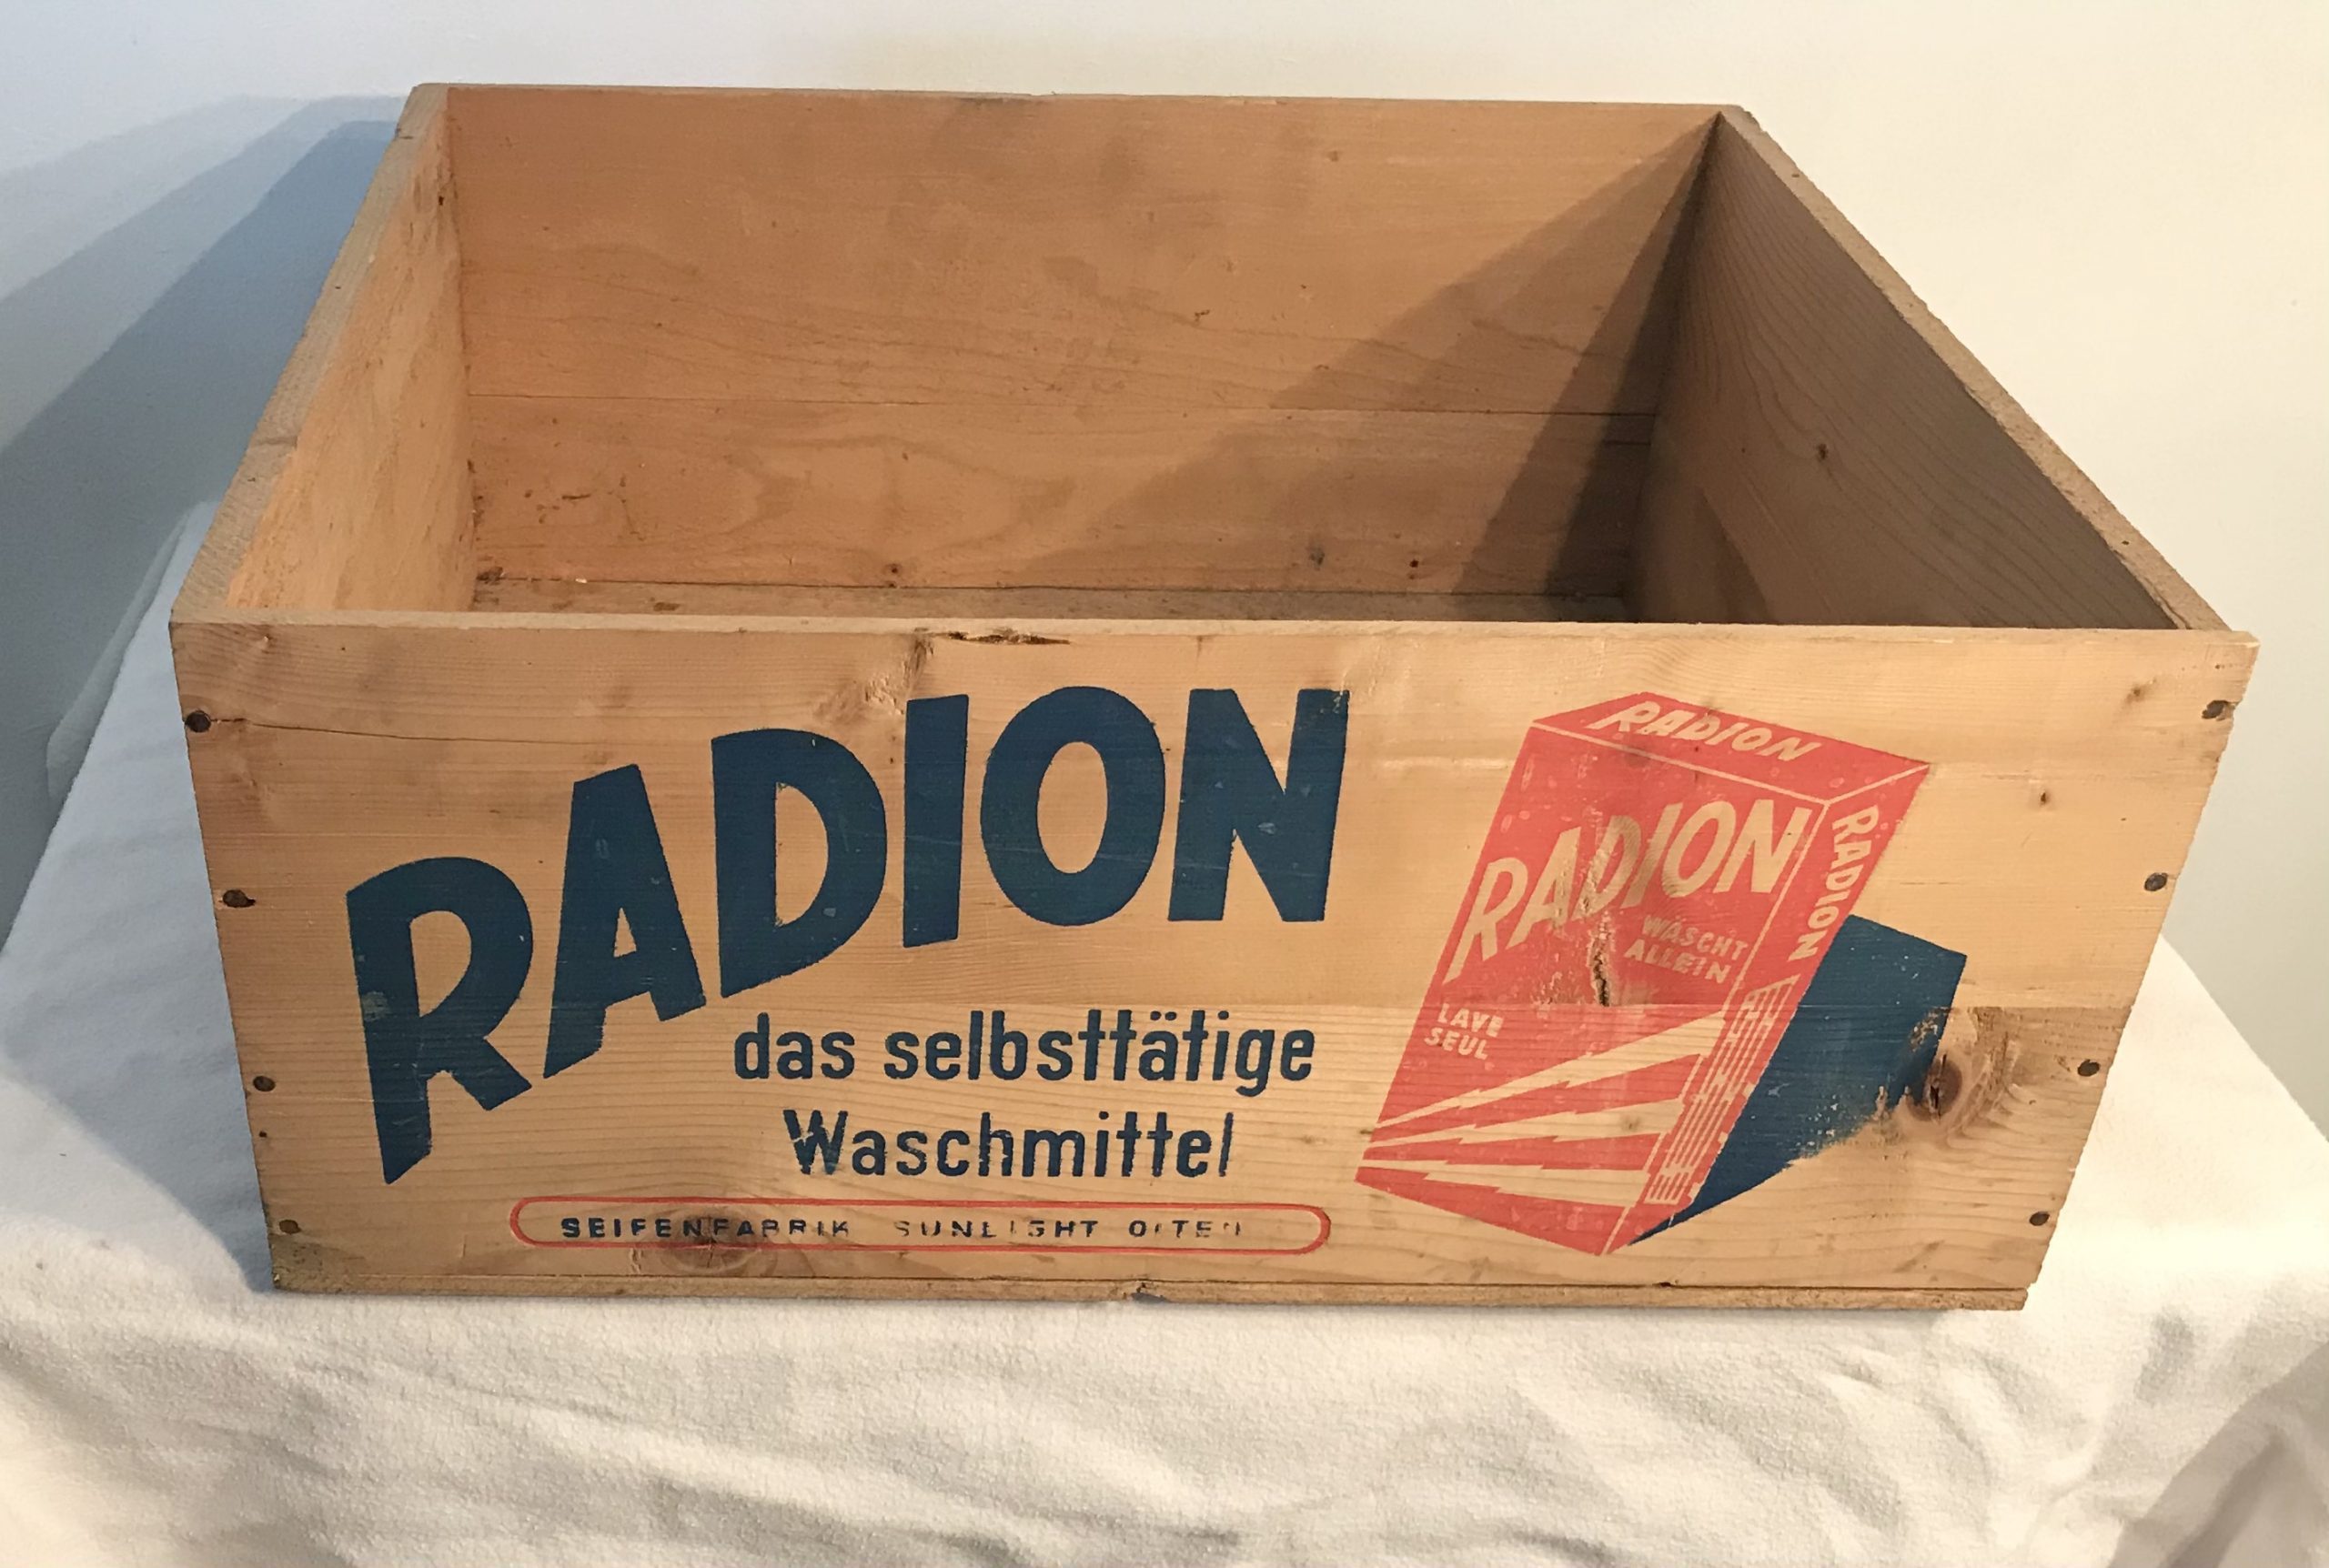 RADION
das selbsttätige
Waschmittel
SEIFENFABRIK SUNLIGHT OLTEN
RADION
RADION
WÄSCHT
ALLEIN
LAVE
SEUL
RADION